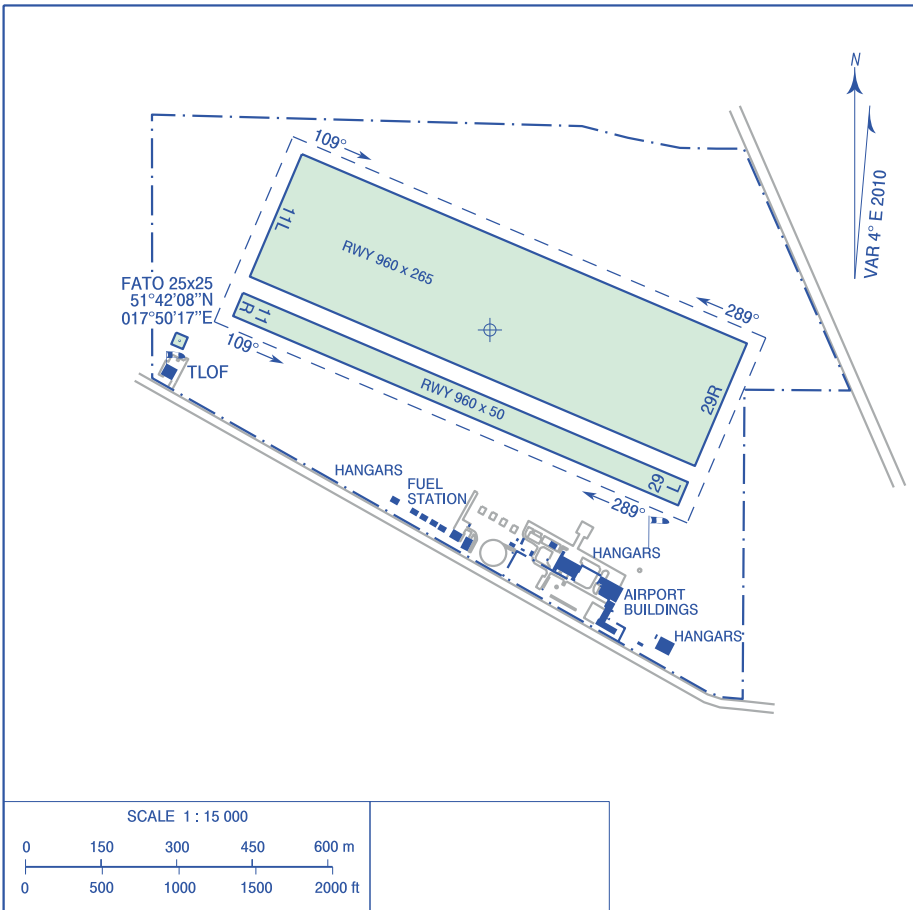 N
VAR 4° E 2010
109°
11L
RWY 960 x 265
FATO 25x25
51°42'08''N
017°50'17''E
289°
11
R
109°
TLOF
RWY 960 x 50
29R
HANGARS
FUEL
STATION
29
L
289°
HANGARS
AIRPORT
BUILDINGS
HANGARS
SCALE 1 : 15 000
0 150 300 450 600 m
0 500 1000 1500 2000 ft